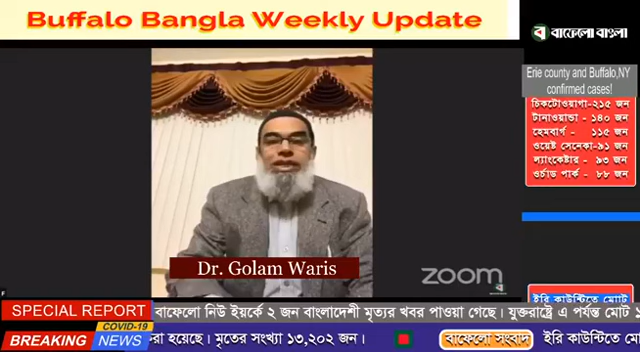 Buffalo Bangla Weekly Update
বাফেলো বাংলা
Erie county and Buffalo,NY
confirmed cases!
চিকটোওয়াগা-২১৫ জন
টানাওয়ান্ডা - ১৪০ জন
হেমবার্গ - ১১৫ জন
ওয়েষ্ট সেনেকা-৯১ জন
ল্যাংকেষ্টার - ৯৩ জন
ওর্চাড পার্ক - ৮৮ জন
Dr. Golam Waris
zoom
ইরি কাউন্টিতে মোট
SPECIAL REPORT
বাফেলো নিউ ইয়র্কে ২ জন বাংলাদেশী মৃত্যুর খবর পাওয়া গেছে। যুক্তরাষ্ট্রে এ পর্যন্ত মোট
COVID-19
BREAKING NEWS
করা হয়েছে। মৃতের সংখ্যা ১৩,২০২ জন।
বাফেলো সংবাদ
ইরি কাউন্টিতে